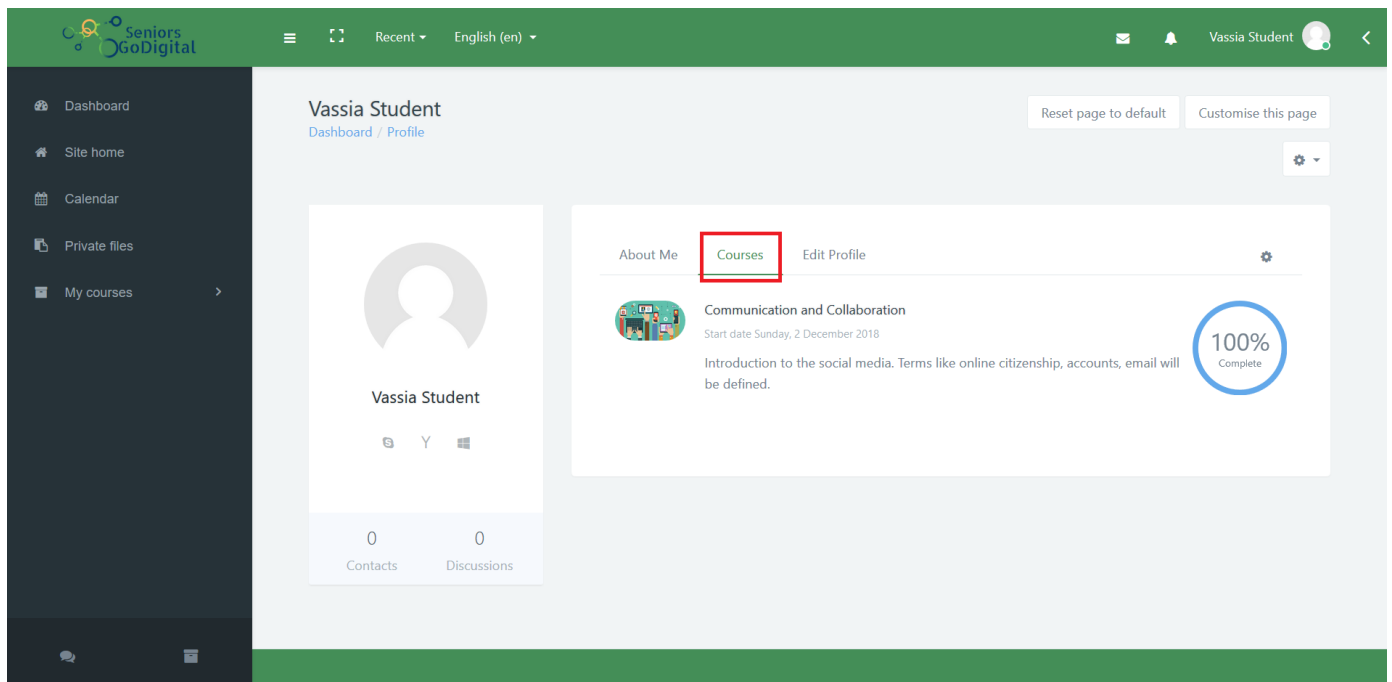 Seniors
GoDigital
Recent
English (en)
Vassia Student
Dashboard
Site home
Calendar
Private files
My courses
Vassia Student
Dashboard / Profile
Reset page to default
Customise this page
Vassia Student
0
Contacts
0
Discussions
About Me
Courses
Edit Profile
Communication and Collaboration
Start date Sunday, 2 December 2018
Introduction to the social media. Terms like online citizenship, accounts, email will
be defined.
100%
Complete